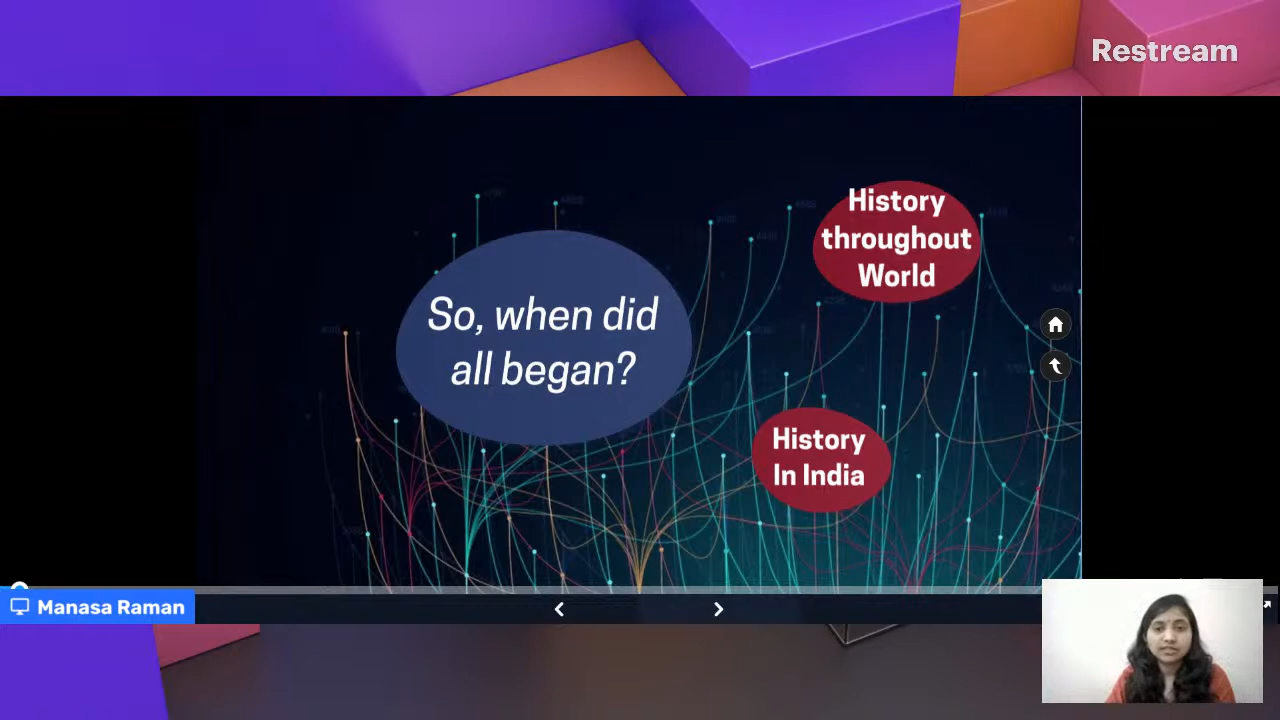 Restream
History
throughout
World
So, when did
all began?
History
In India
Manasa Raman